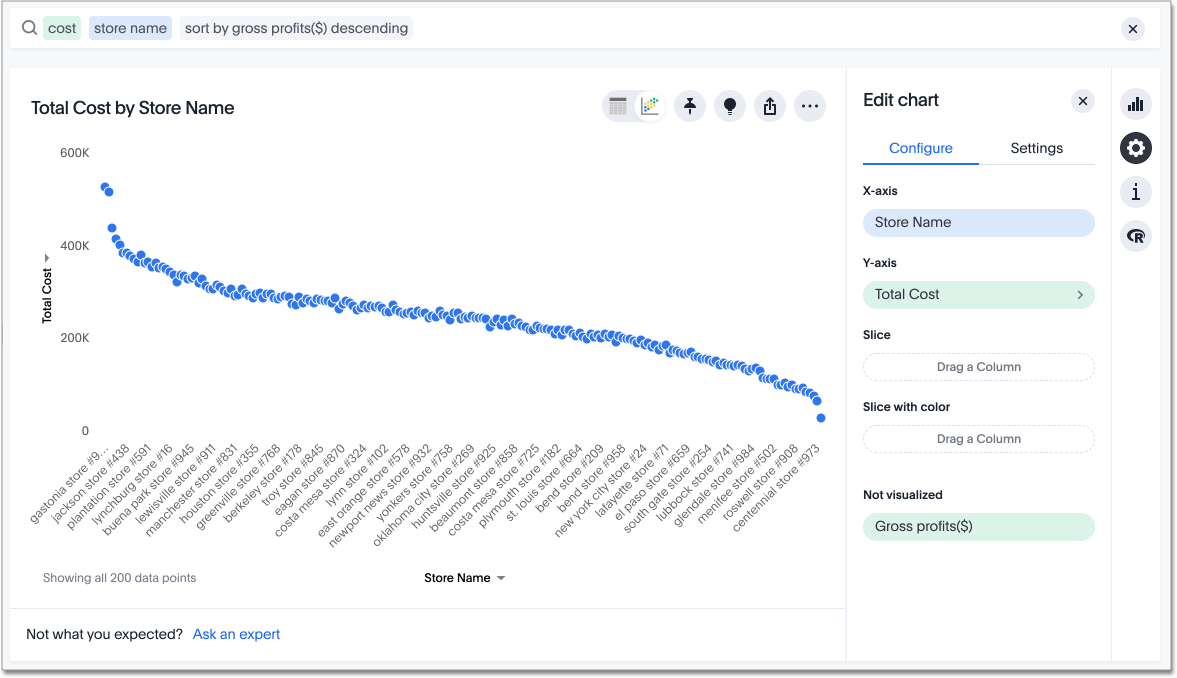 cost store name sort by gross profits($) descending
Total Cost by Store Name
600K
400K
200K
0
Total Cost
gastonia store #9...
jackson store #438
plantation store #591
lynchburg store #16
buena park store #945
lewisville store #911
manchester store #831
houston store #355
greenville store #768
berkeley store #178
troy store #845
eagan store #870
costa mesa store #324
lynn store #102
east orange store #578
newport news store #932
yonkers store #758
oklahoma city store #269
huntsville store #925
beaumont store #858
costa mesa store #725
plymouth store #182
st. louis store #664
bend store #209
bend store #958
new york city store #24
lafayette store #71
el paso store #659
south gate store #254
lubbock store #741
glendale store #984
menifee store #502
roswell store #908
centennial store #973
Showing all 200 data points
Store Name
Not what you expected? Ask an expert
Edit chart
Configure Settings
X-axis
Store Name
Y-axis
Total Cost
Slice
Drag a Column
Slice with color
Drag a Column
Not visualized
Gross profits($)
i
R